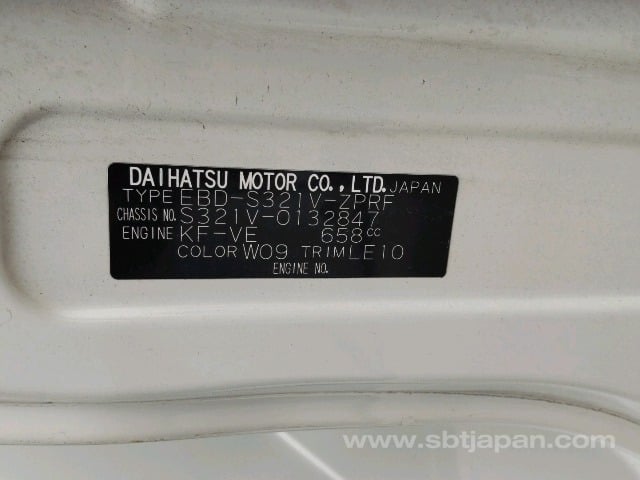 DAIHATSU MOTOR CO., LTD. JAPAN
TYPE EBD-S321V-ZPRF
CHASSIS NO. S321V-0132847
ENGINE KF-VE 658cc
COLOR W09 TRIM LE10
ENGINE NO.
www.sbtjapan.com